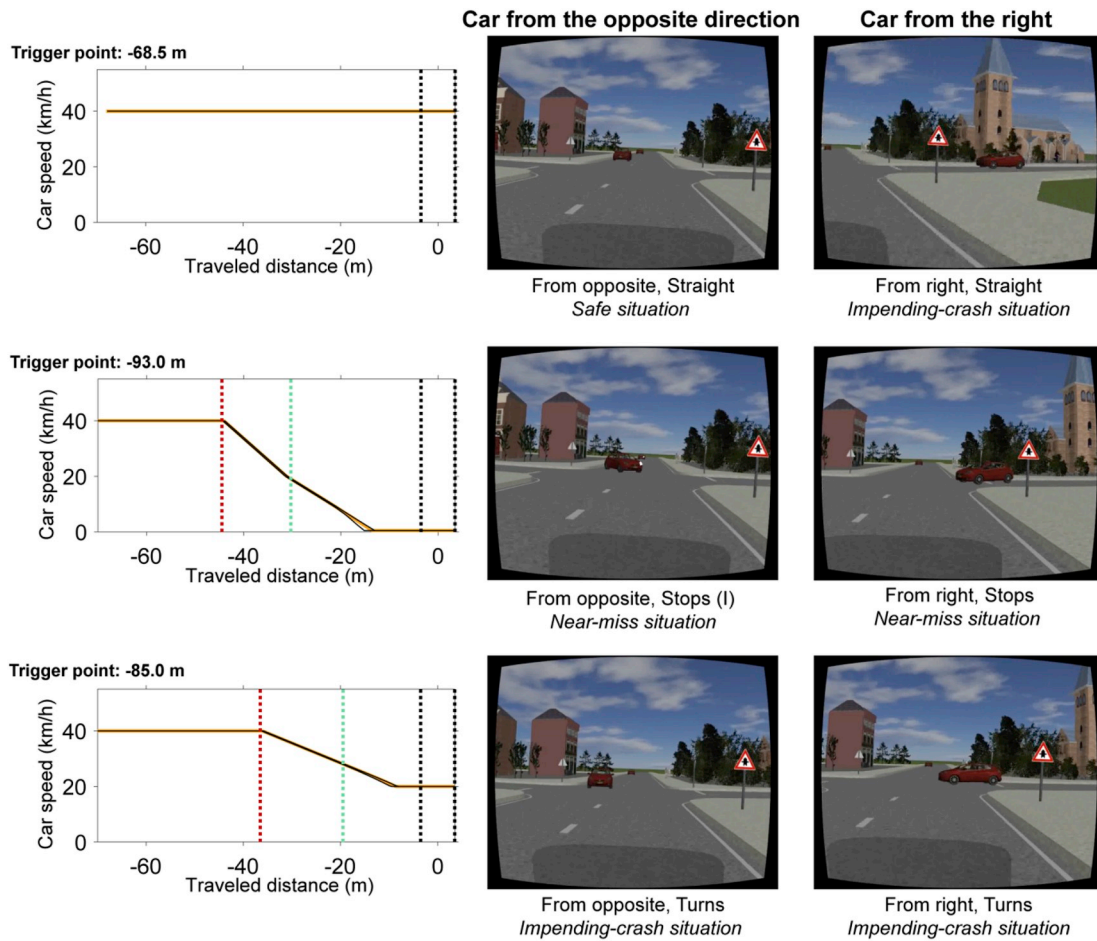 Car from the opposite direction
Car from the right
Trigger point: -68.5 m
Car speed (km/h)
40
20
0
-60
-40
-20
0
Traveled distance (m)
From opposite, Straight
Safe situation
From right, Straight
Impending-crash situation
Trigger point: -93.0 m
Car speed (km/h)
40
20
0
-60
-40
-20
0
Traveled distance (m)
From opposite, Stops (I)
Near-miss situation
From right, Stops
Near-miss situation
Trigger point: -85.0 m
Car speed (km/h)
40
20
0
-60
-40
-20
0
Traveled distance (m)
From opposite, Turns
Impending-crash situation
From right, Turns
Impending-crash situation